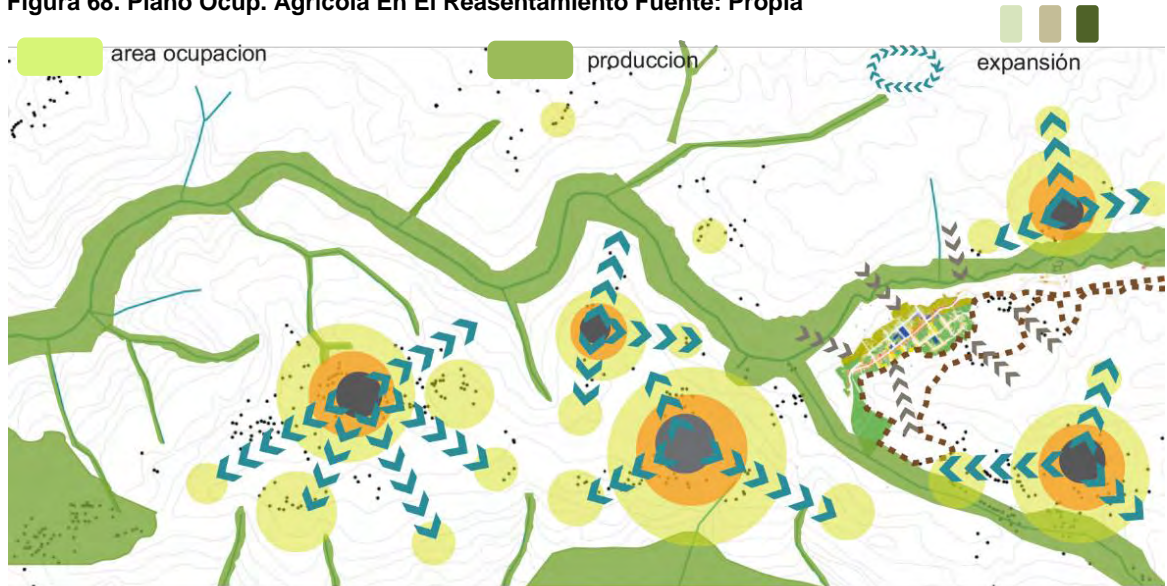 Figura 68. Plano Ocup. Agrícola En El Reasentamiento Fuente: Propia
area ocupacion
produccion
expansión